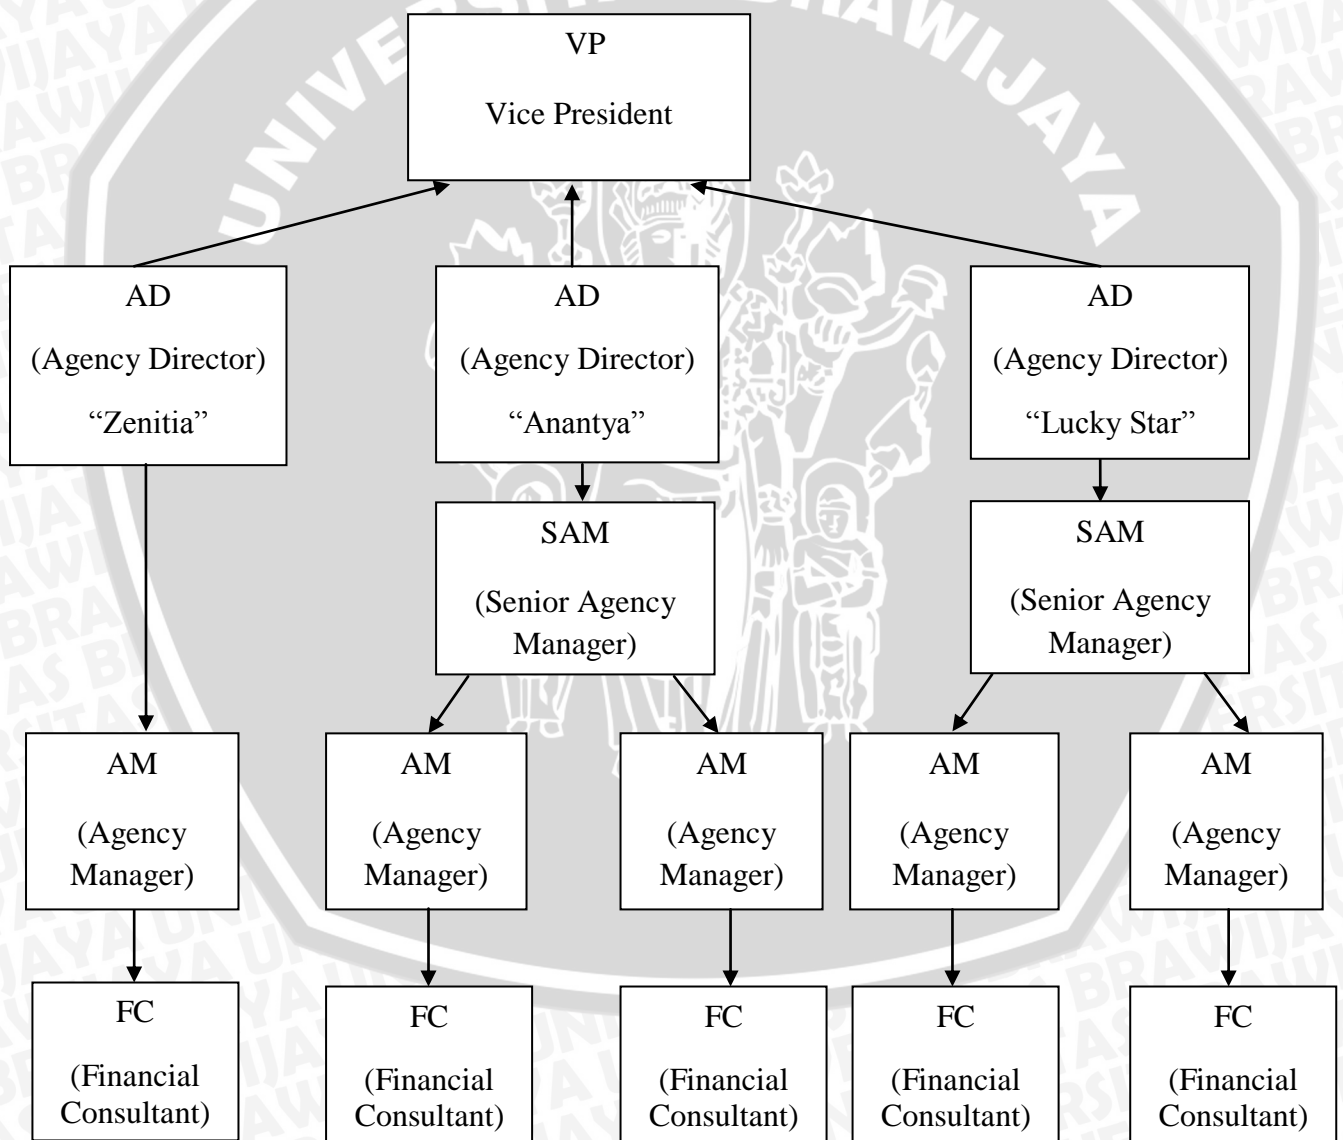 UNIVERSITAS BRAWIJAYA
VP
Vice President
AD
(Agency Director)
“Zenitia”
AD
(Agency Director)
“Anantya”
AD
(Agency Director)
“Lucky Star”
SAM
(Senior Agency
Manager)
SAM
(Senior Agency
Manager)
AM
(Agency
Manager)
AM
(Agency
Manager)
AM
(Agency
Manager)
AM
(Agency
Manager)
AM
(Agency
Manager)
FC
(Financial
Consultant)
FC
(Financial
Consultant)
FC
(Financial
Consultant)
FC
(Financial
Consultant)
FC
(Financial
Consultant)